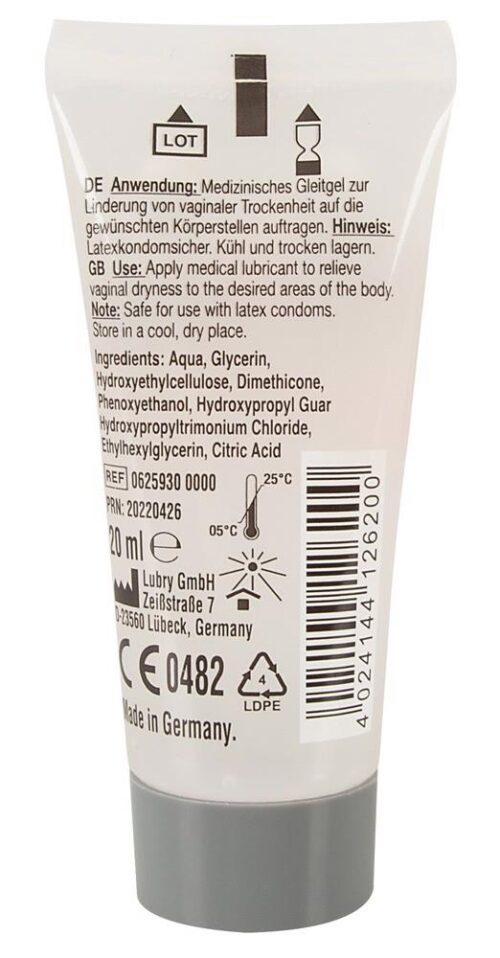 LOT
DE Anwendung: Medizinisches Gleitgel zur
Linderung von vaginaler Trockenheit auf die
gewünschten Körperstellen auftragen. Hinweis:
Latexkondomsicher. Kühl und trocken lagern.
GB Use: Apply medical lubricant to relieve
vaginal dryness to the desired areas of the body.
Note: Safe for use with latex condoms.
Store in a cool, dry place.
Ingredients: Aqua, Glycerin,
Hydroxyethylcellulose, Dimethicone,
Phenoxyethanol, Hydroxypropyl Guar
Hydroxypropyltrimonium Chloride,
Ethylhexylglycerin, Citric Acid
REF 0625930 0000
PRN: 20220426
25°C
05°C
20 ml e
Lubry GmbH
Zeißstraße 7
D-23560 Lübeck, Germany
CE 0482
4
LDPE
Made in Germany.
4 024144 126200